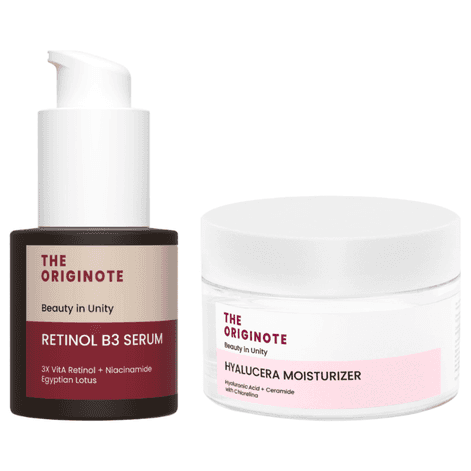 THE
ORIGINOTE
Beauty in Unity
RETINOL B3 SERUM
3X VitA Retinol + Niacinamide
Egyptian Lotus
THE
ORIGINOTE
Beauty in Unity
HYALUCERA MOISTURIZER
Hyaluronic Acid + Ceramide
with Chlorelina